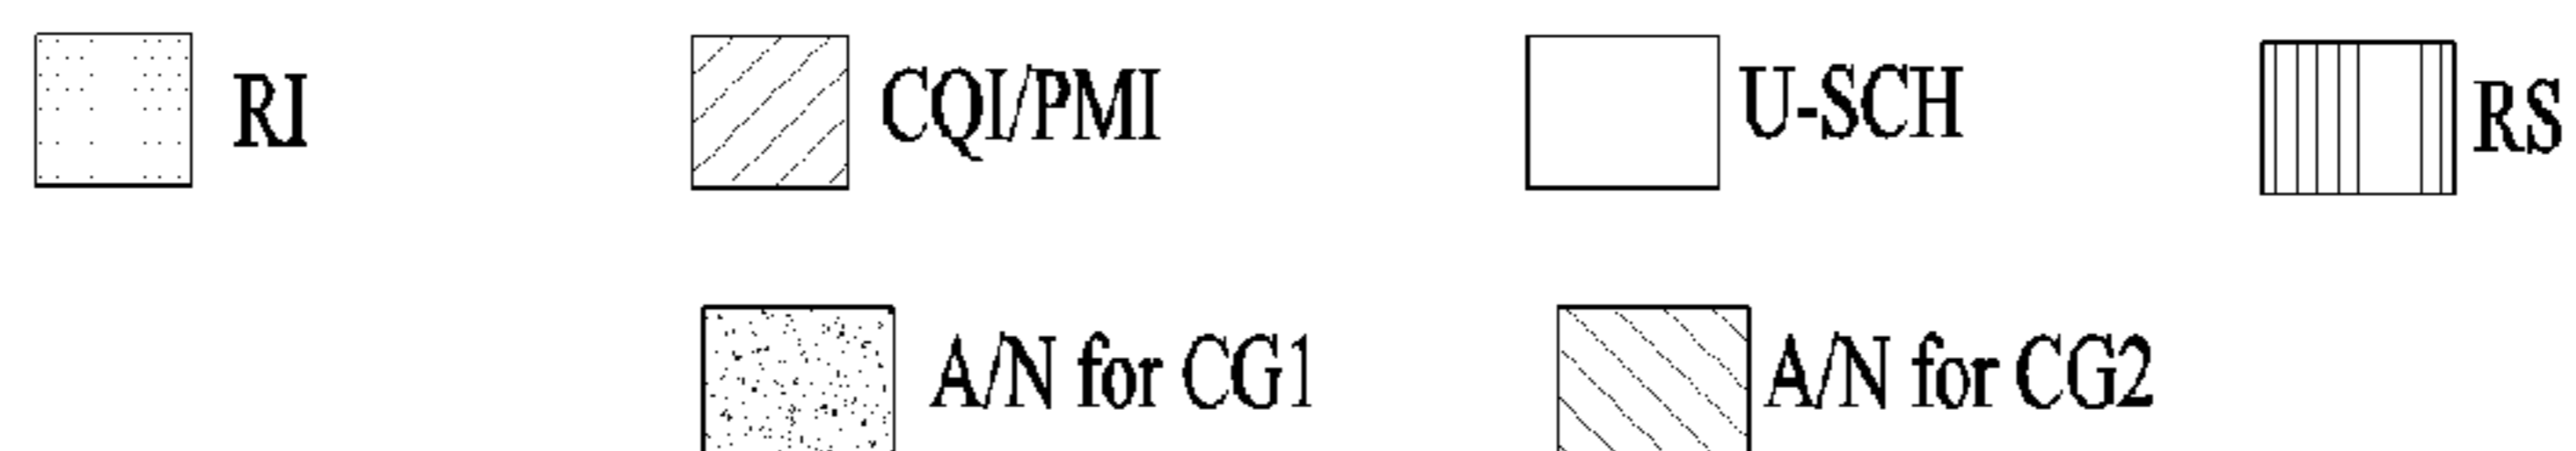 RI CQI/PMI U-SCH RS
A/N for CG1 A/N for CG2